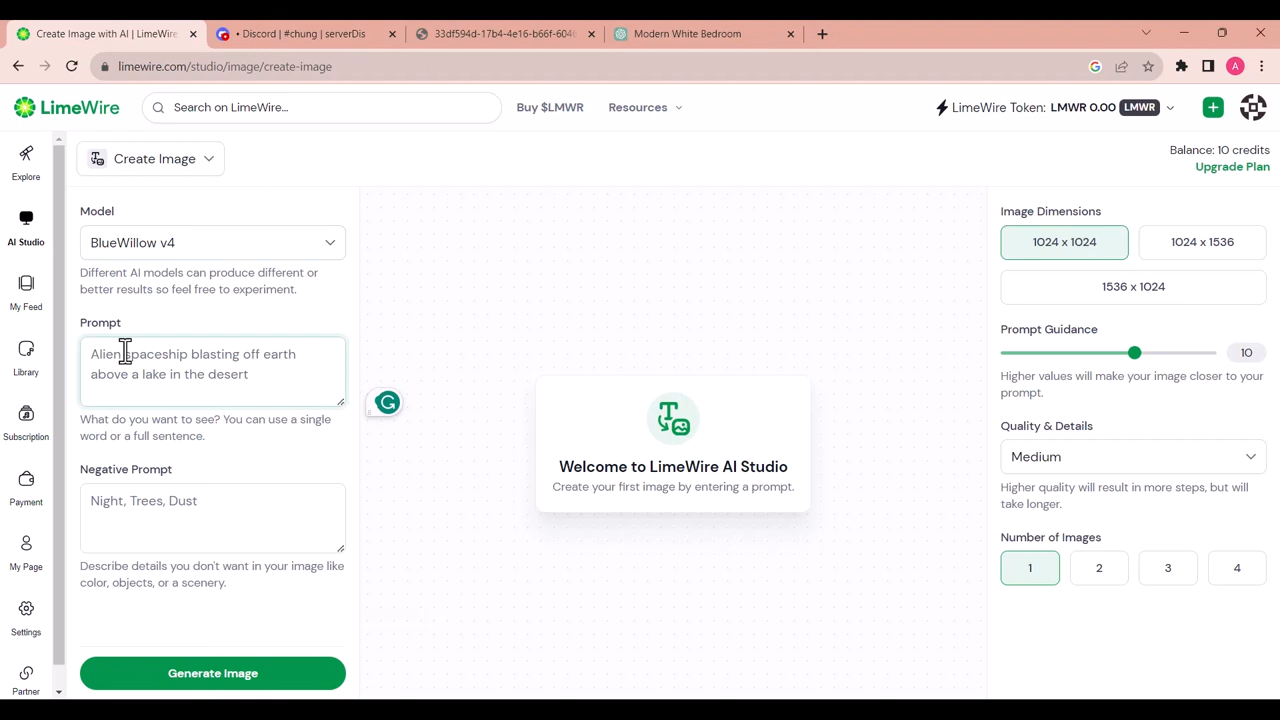 Create Image with AI | LimeWire
• Discord | #chung | serverDis
33df594d-17b4-4e16-b66f-6046
Modern White Bedroom
limewire.com/studio/image/create-image
A
LimeWire
Search on LimeWire...
Buy $LMWR
Resources
LimeWire Token: LMWR 0.00 LMWR
Explore
AI Studio
My Feed
Library
Subscription
Payment
My Page
Settings
Partner
Create Image
Balance: 10 credits
Upgrade Plan
Model
BlueWillow v4
Different AI models can produce different or
better results so feel free to experiment.
Prompt
Alien spaceship blasting off earth
above a lake in the desert
What do you want to see? You can use a single
word or a full sentence.
Negative Prompt
Night, Trees, Dust
Describe details you don't want in your image like
color, objects, or a scenery.
Generate Image
Welcome to LimeWire AI Studio
Create your first image by entering a prompt.
Image Dimensions
1024 x 1024
1024 x 1536
1536 x 1024
Prompt Guidance
10
Higher values will make your image closer to your
prompt.
Quality & Details
Medium
Higher quality will result in more steps, but will
take longer.
Number of Images
1
2
3
4